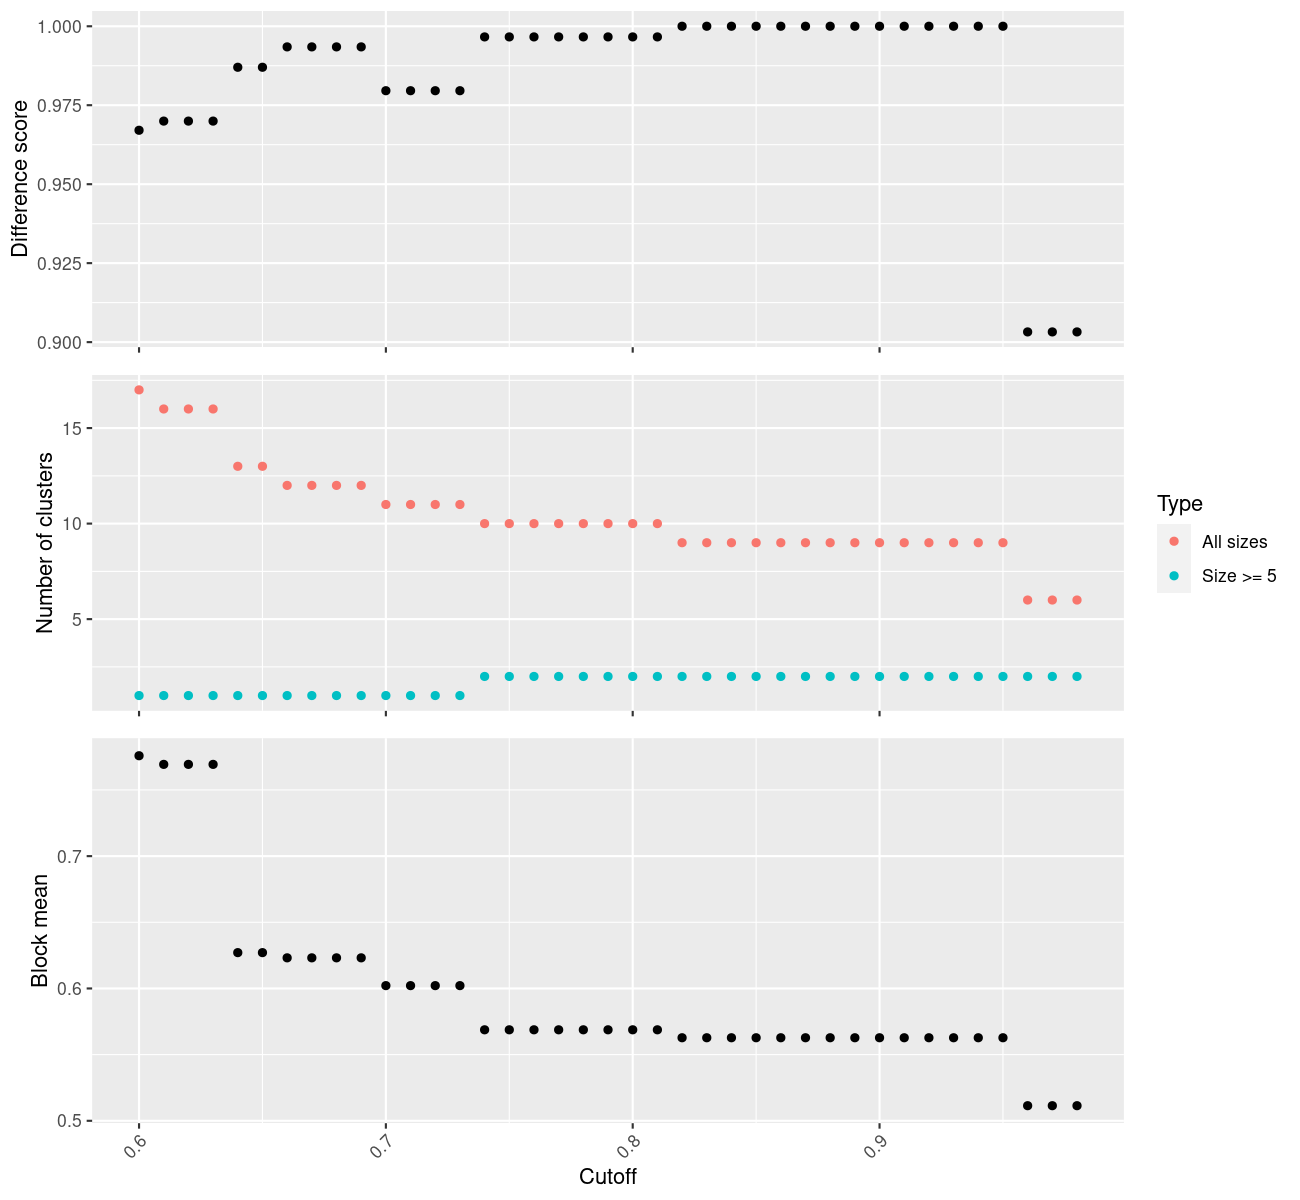 Difference score
1.000
0.975
0.950
0.925
0.900
Number of clusters
15
10
5
Type
All sizes
Size >= 5
Block mean
0.7
0.6
0.5
0.6
0.7
0.8
0.9
Cutoff